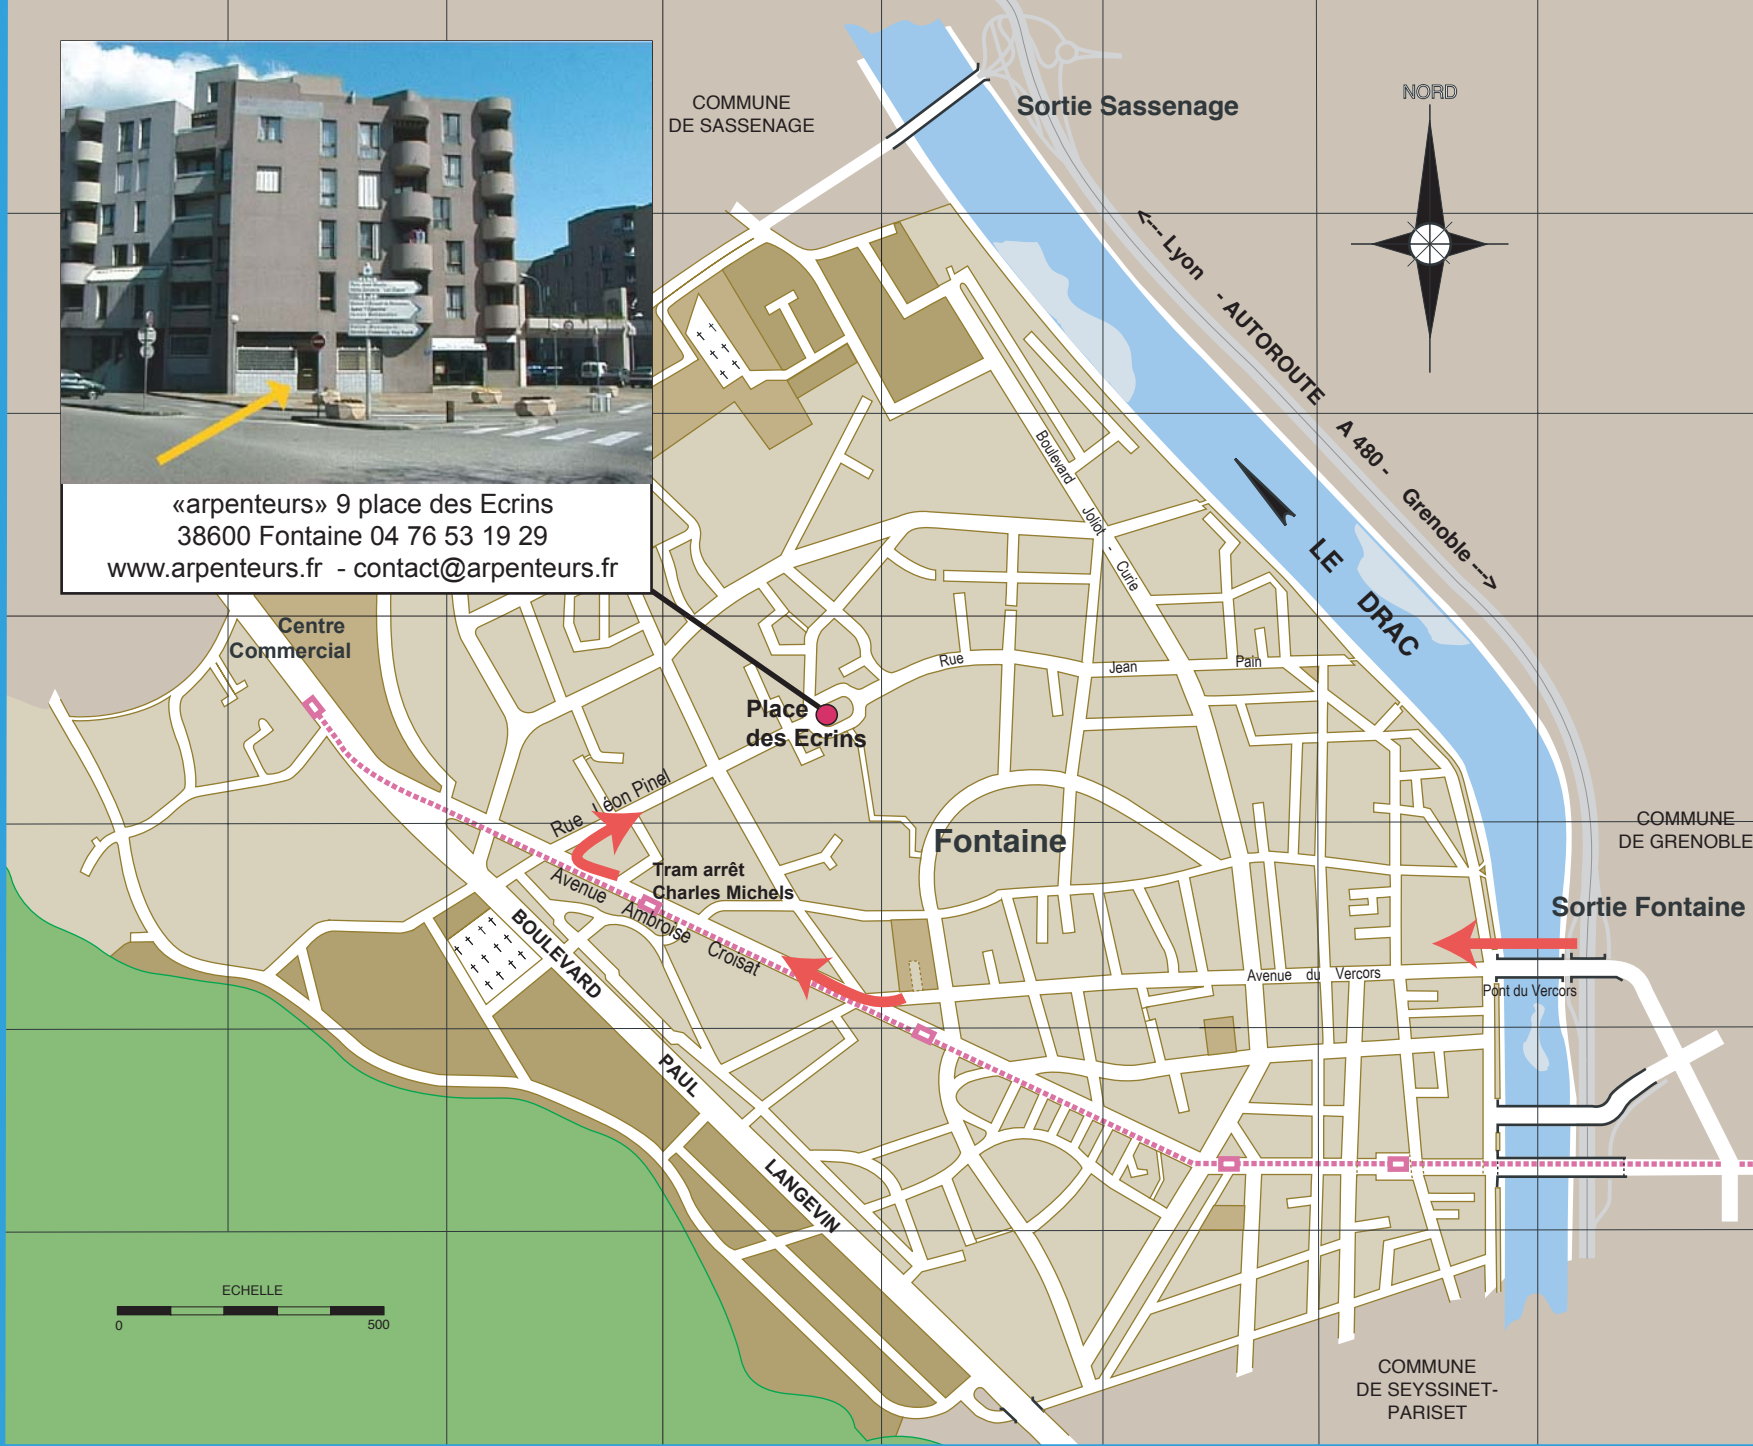 COMMUNE
DE SASSENAGE
Sortie Sassenage
NORD
<--- Lyon - AUTOROUTE A 480 - Grenoble --->
«arpenteurs» 9 place des Ecrins
38600 Fontaine 04 76 53 19 29
www.arpenteurs.fr - contact@arpenteurs.fr
Boulevard Joliot - Curie
LE DRAC
Centre
Commercial
Rue Jean Pain
Place
des Ecrins
Rue Léon Pinel
Fontaine
COMMUNE
DE GRENOBLE
Tram arrêt
Charles Michels
Avenue Ambroise Croisat
Sortie Fontaine
BOULEVARD PAUL LANGEVIN
Avenue du Vercors
Pont du Vercors
ECHELLE
0 500
COMMUNE
DE SEYSSINET-
PARISET